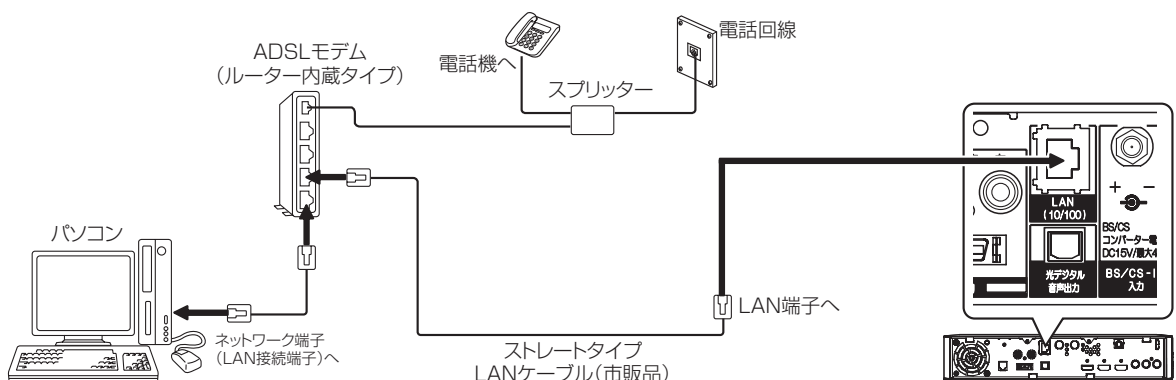 ADSLモデム
(ルーター内蔵タイプ)
電話機へ
電話回線
スプリッター
パソコン
ネットワーク端子
(LAN接続端子)へ
ストレートタイプ
LANケーブル(市販品)
LAN端子へ
LAN
(10/100)
光デジタル
音声出力
+ −
BS/CS
コンバーター電
DC15V/最大4
BS/CS-I
入力